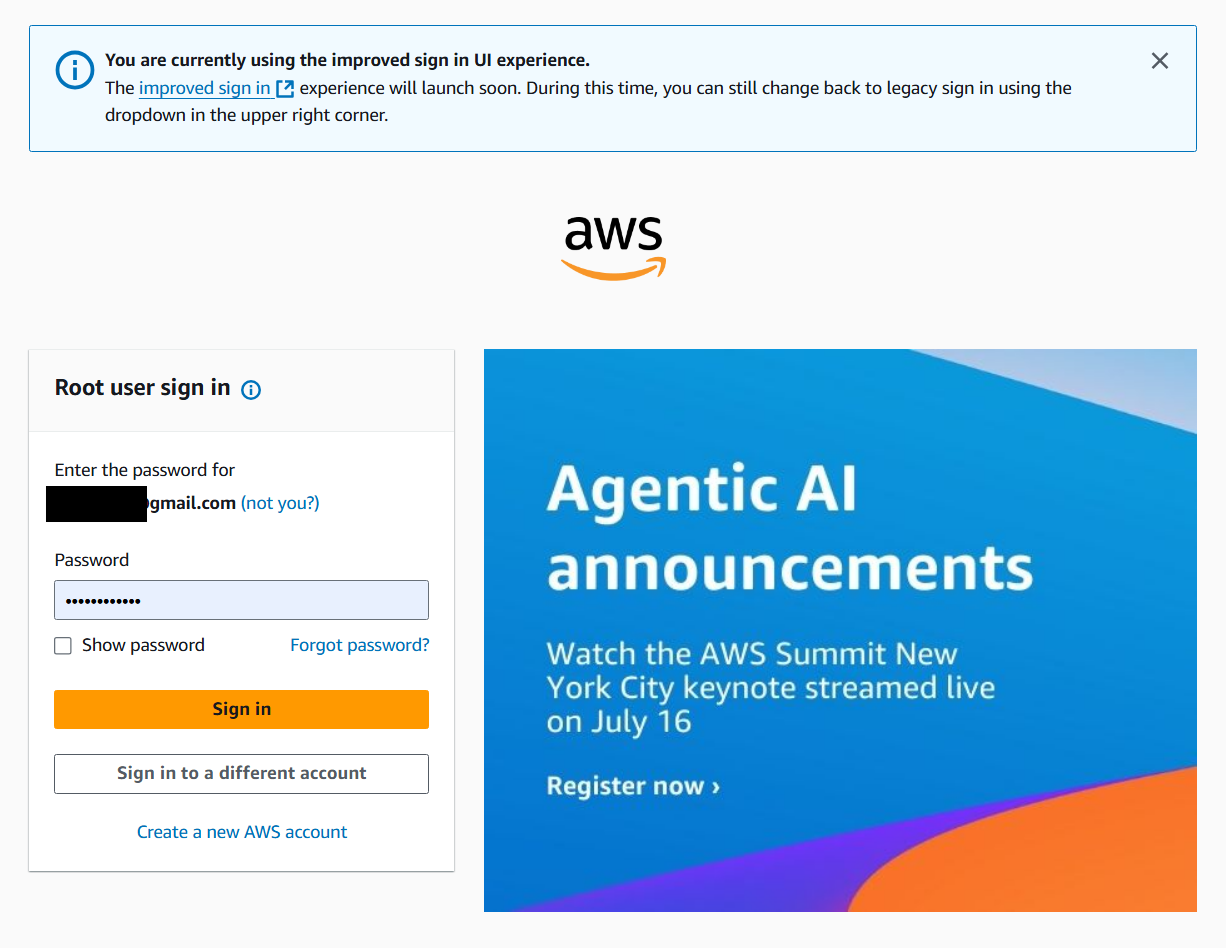 You are currently using the improved sign in UI experience.
The improved sign in experience will launch soon. During this time, you can still change back to legacy sign in using the
dropdown in the upper right corner.
aws
Root user sign in
Enter the password for
@gmail.com (not you?)
Password
••••••••••••
Show password
Forgot password?
Sign in
Sign in to a different account
Create a new AWS account
Agentic AI
announcements
Watch the AWS Summit New
York City keynote streamed live
on July 16
Register now ›